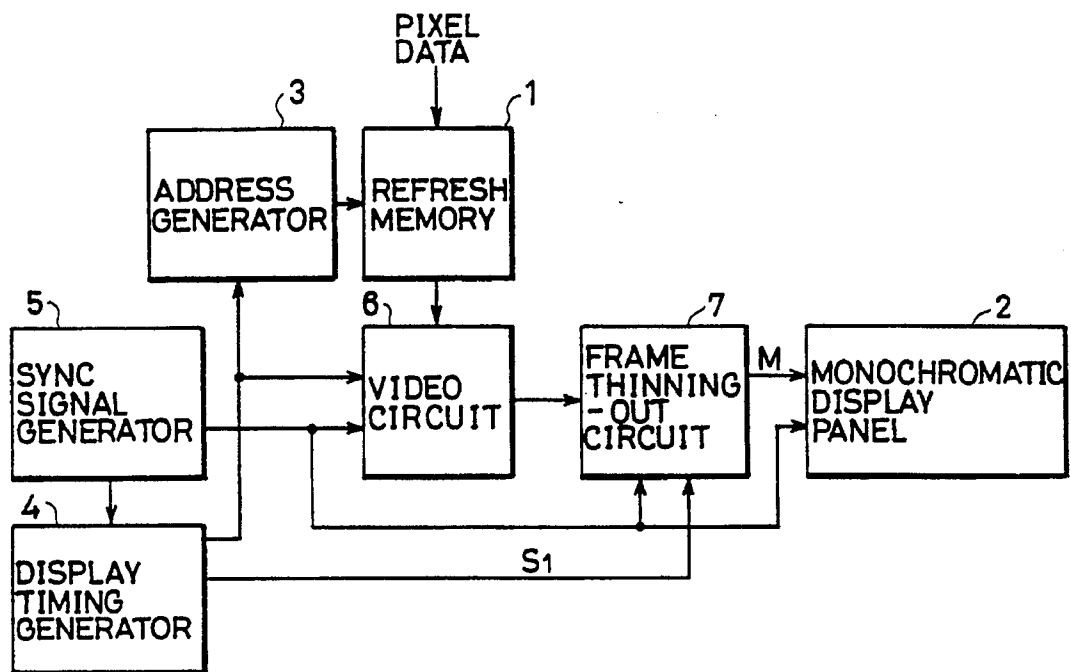 PIXEL
DATA
3
1
ADDRESS
GENERATOR
REFRESH
MEMORY
5
6
7
2
SYNC
SIGNAL
GENERATOR
VIDEO
CIRCUIT
FRAME
THINNING
-OUT
CIRCUIT
M
MONOCHROMATIC
DISPLAY
PANEL
4
S1
DISPLAY
TIMING
GENERATOR